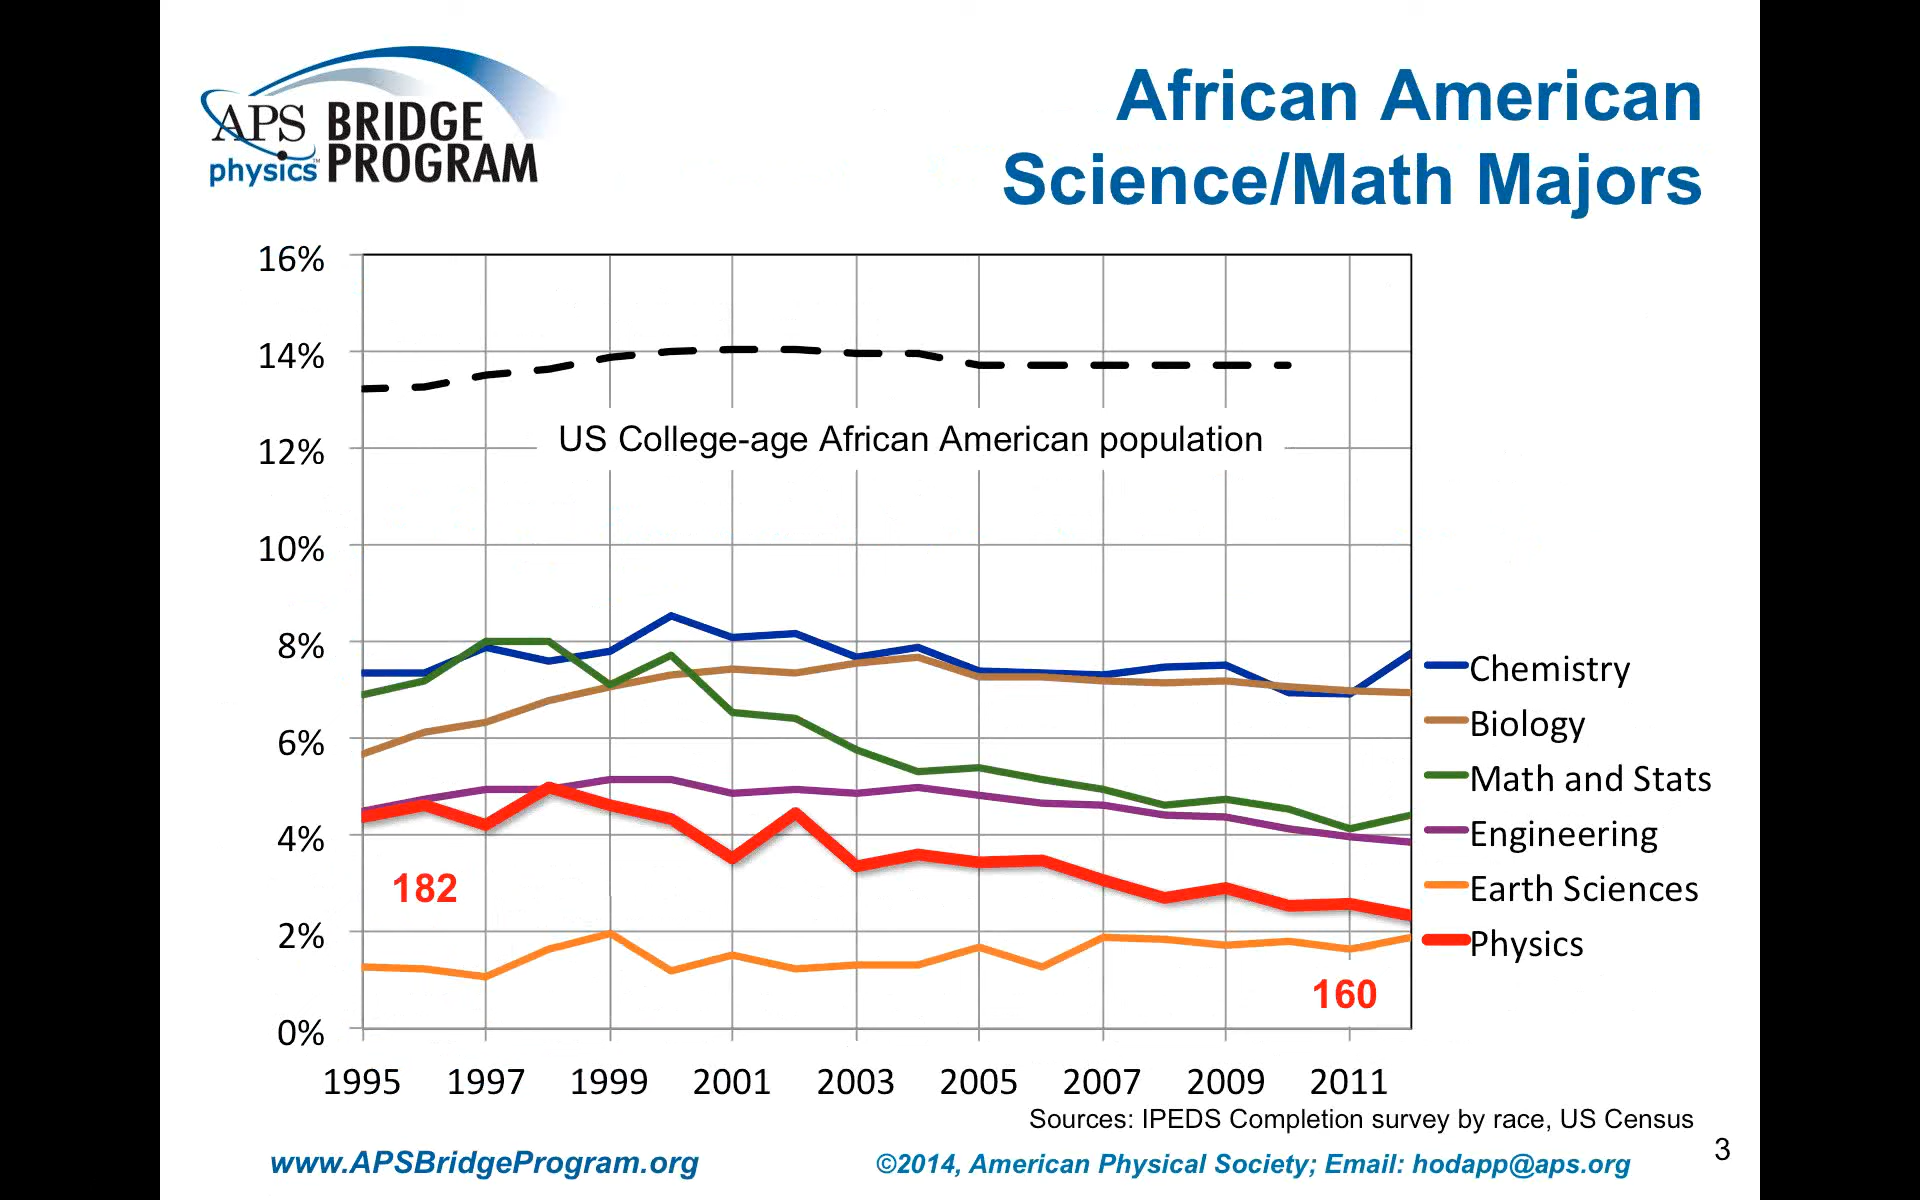 APS
physics™
BRIDGE
PROGRAM
African American
Science/Math Majors
16%
14%
12%
10%
8%
6%
4%
2%
0%
US College-age African American population
182
160
Chemistry
Biology
Math and Stats
Engineering
Earth Sciences
Physics
1995 1997 1999 2001 2003 2005 2007 2009 2011
Sources: IPEDS Completion survey by race, US Census
www.APSBridgeProgram.org
©2014, American Physical Society; Email: hodapp@aps.org
3